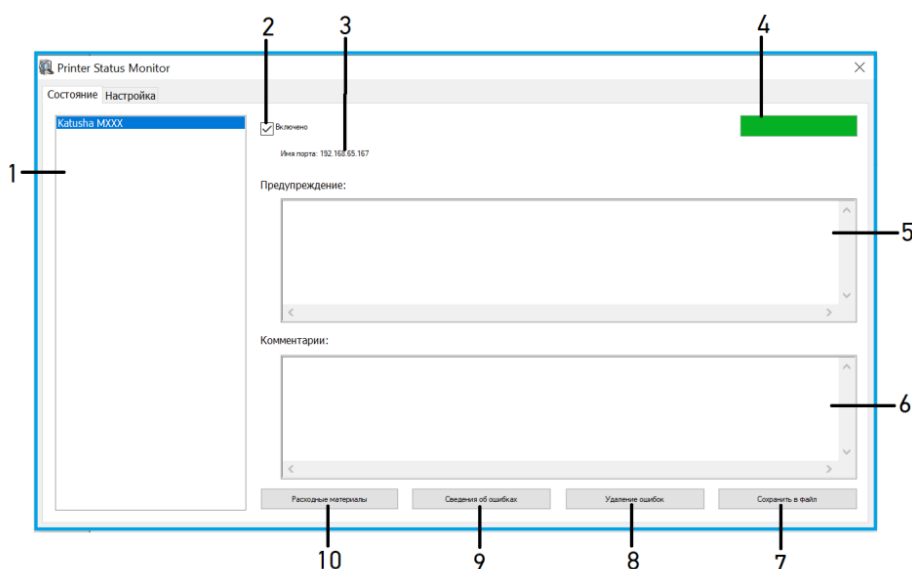 2 3 4
Printer Status Monitor
Состояние Настройка
Katusha MXXX
Включено
Имя порта: 192.168.65.167
1
Предупреждение:
5
Комментарии:
6
Расходные материалы Сведения об ошибках Удаление ошибок Сохранить в файл
10 9 8 7